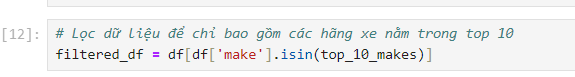 [12]:
# Lọc dữ liệu để chỉ bao gồm các hãng xe nằm trong top 10
filtered_df = df[df['make'].isin(top_10_makes)]